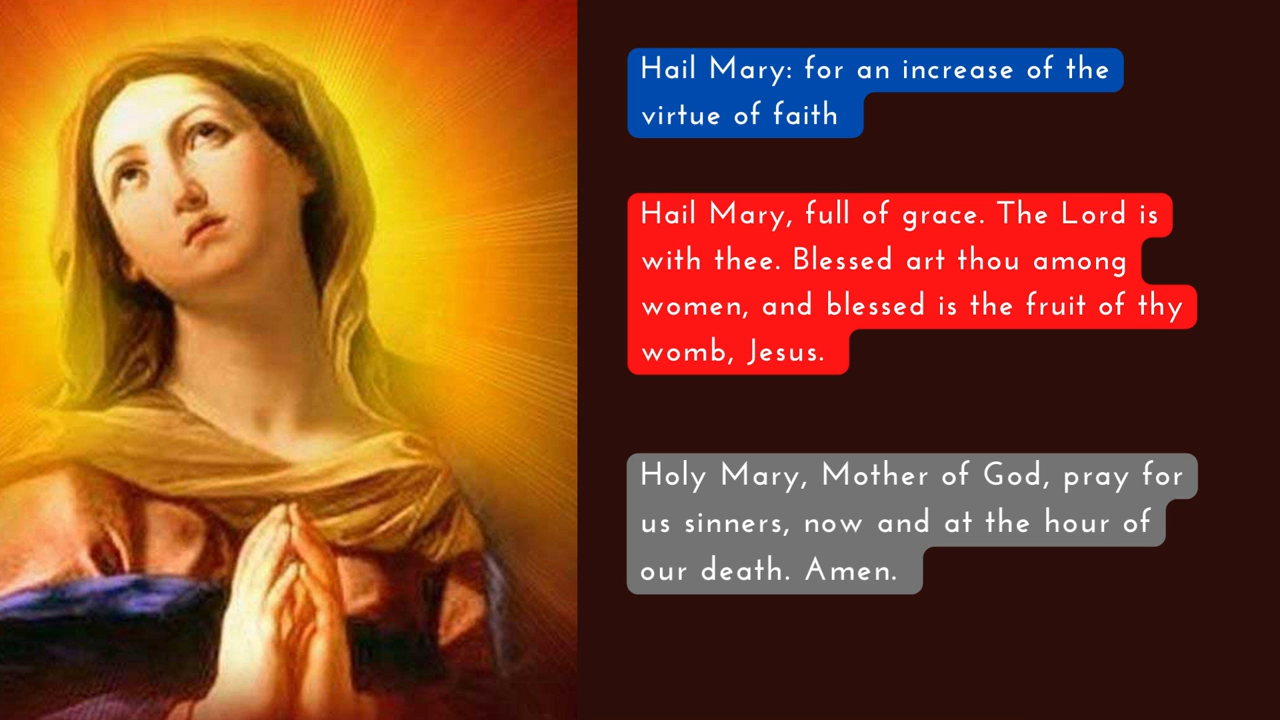 Hail Mary: for an increase of the
virtue of faith
Hail Mary, full of grace. The Lord is
with thee. Blessed art thou among
women, and blessed is the fruit of thy
womb, Jesus.
Holy Mary, Mother of God, pray for
us sinners, now and at the hour of
our death. Amen.